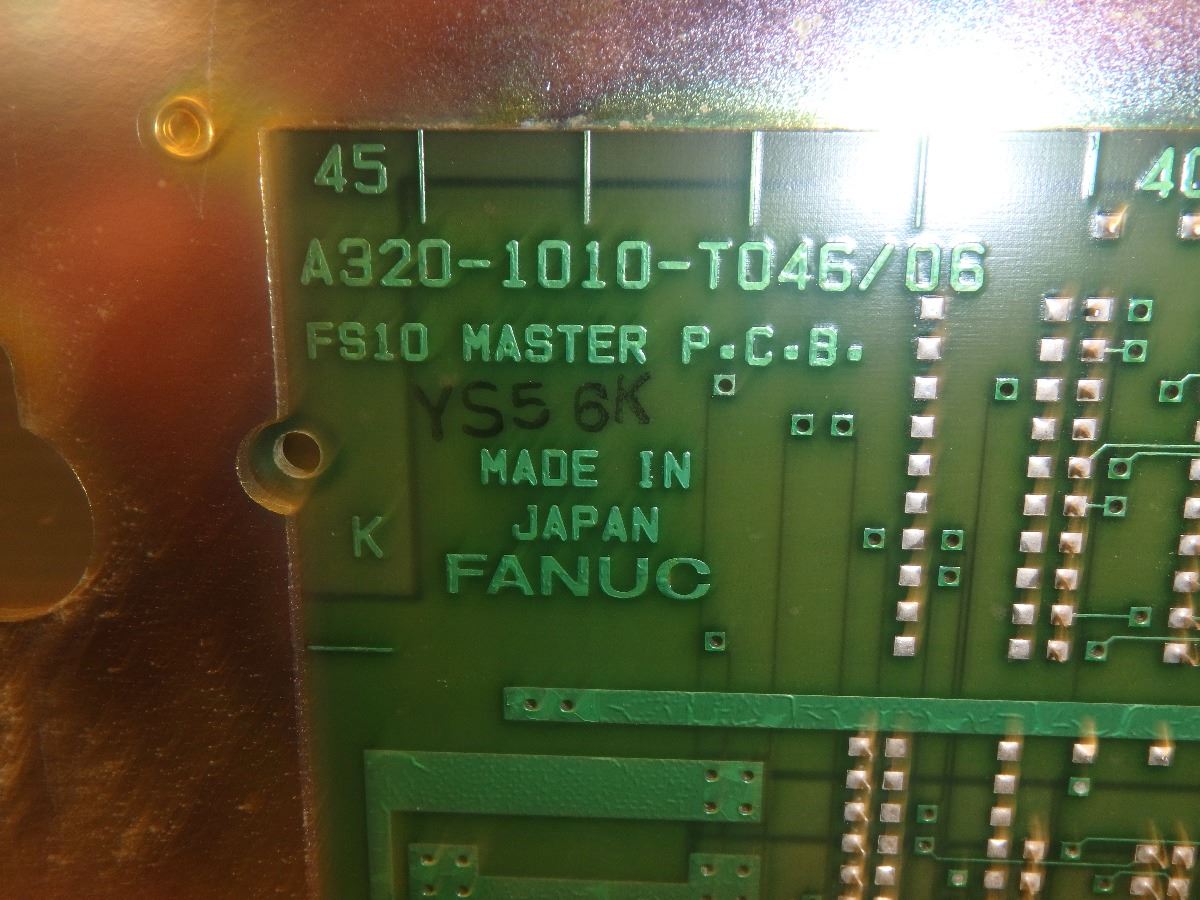 45 40
A320-1010-T046/06
FS10 MASTER P.C.B.
YS5 6K
MADE IN
JAPAN
K
FANUC